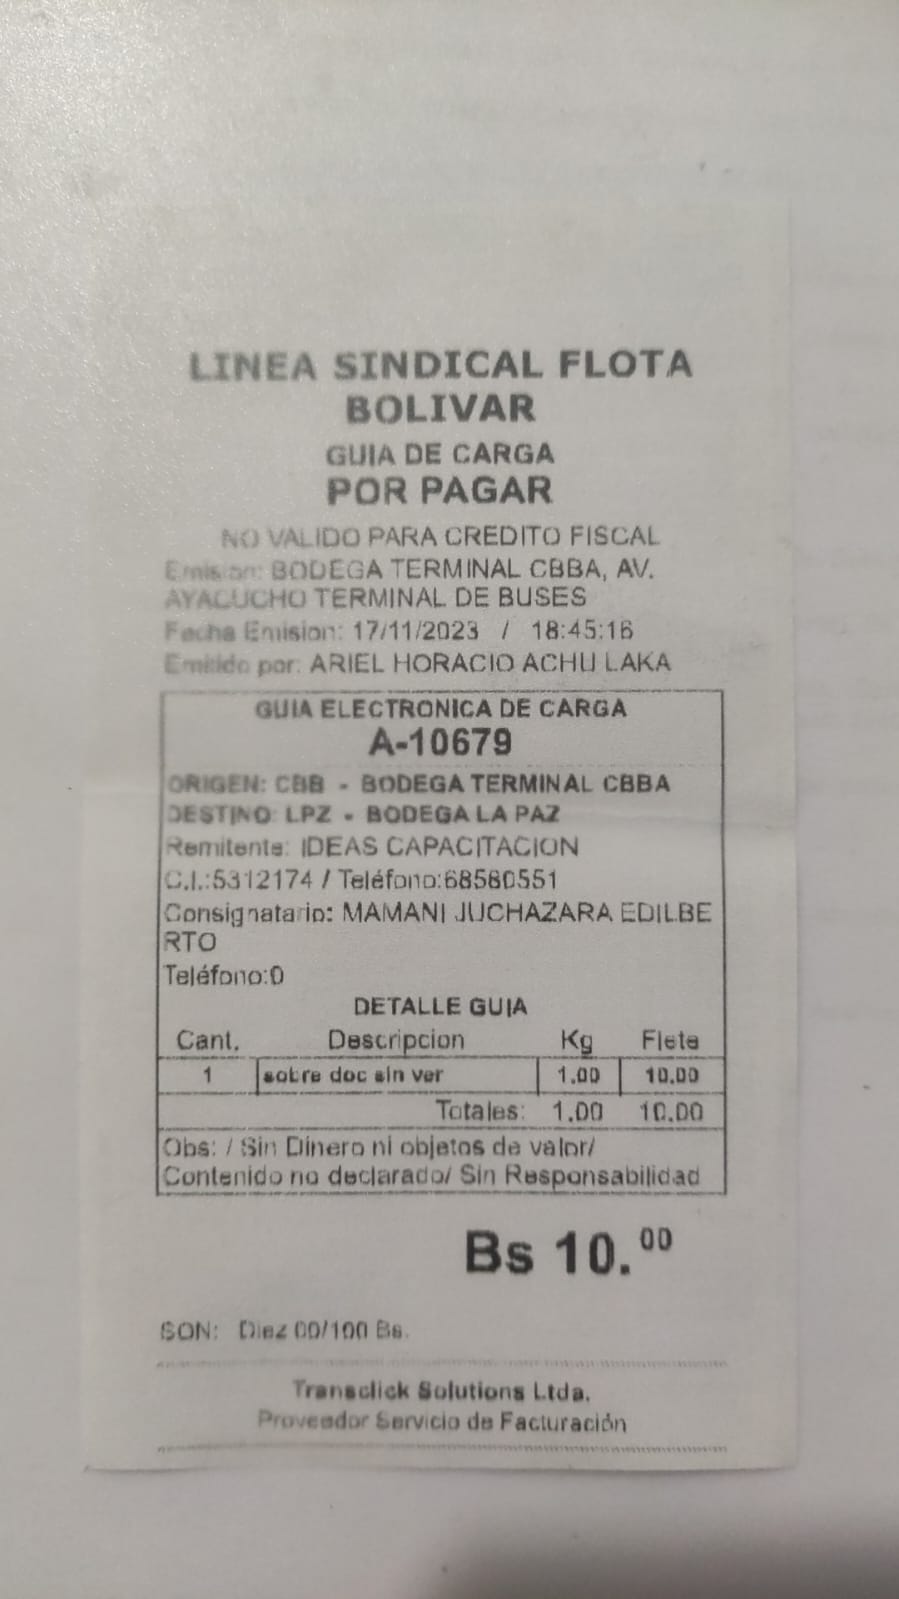 LINEA SINDICAL FLOTA
BOLIVAR
GUIA DE CARGA
POR PAGAR
NO VALIDO PARA CREDITO FISCAL
Emision: BODEGA TERMINAL CBBA, AV.
AYACUCHO TERMINAL DE BUSES
Fecha Emision: 17/11/2023 / 18:45:16
Emitido por: ARIEL HORACIO ACHU LAKA
GUIA ELECTRONICA DE CARGA
A-10679
ORIGEN: CBB - BODEGA TERMINAL CBBA
DESTINO: LPZ - BODEGA LA PAZ
Remitente: IDEAS CAPACITACION
C.I.:5312174 / Teléfono:68580551
Consignatario: MAMANI JUCHAZARA EDILBE
RTO
Teléfono:0
DETALLE GUIA
Cant. Descripcion Kg Flete
1 sobre doc sin ver 1.00 10.00
Totales: 1.00 10.00
Obs: / Sin Dinero ni objetos de valor/
Contenido no declarado/ Sin Responsabilidad
Bs 10.00
SON: Diez 00/100 Bs.
Transclick Solutions Ltda.
Proveedor Servicio de Facturación